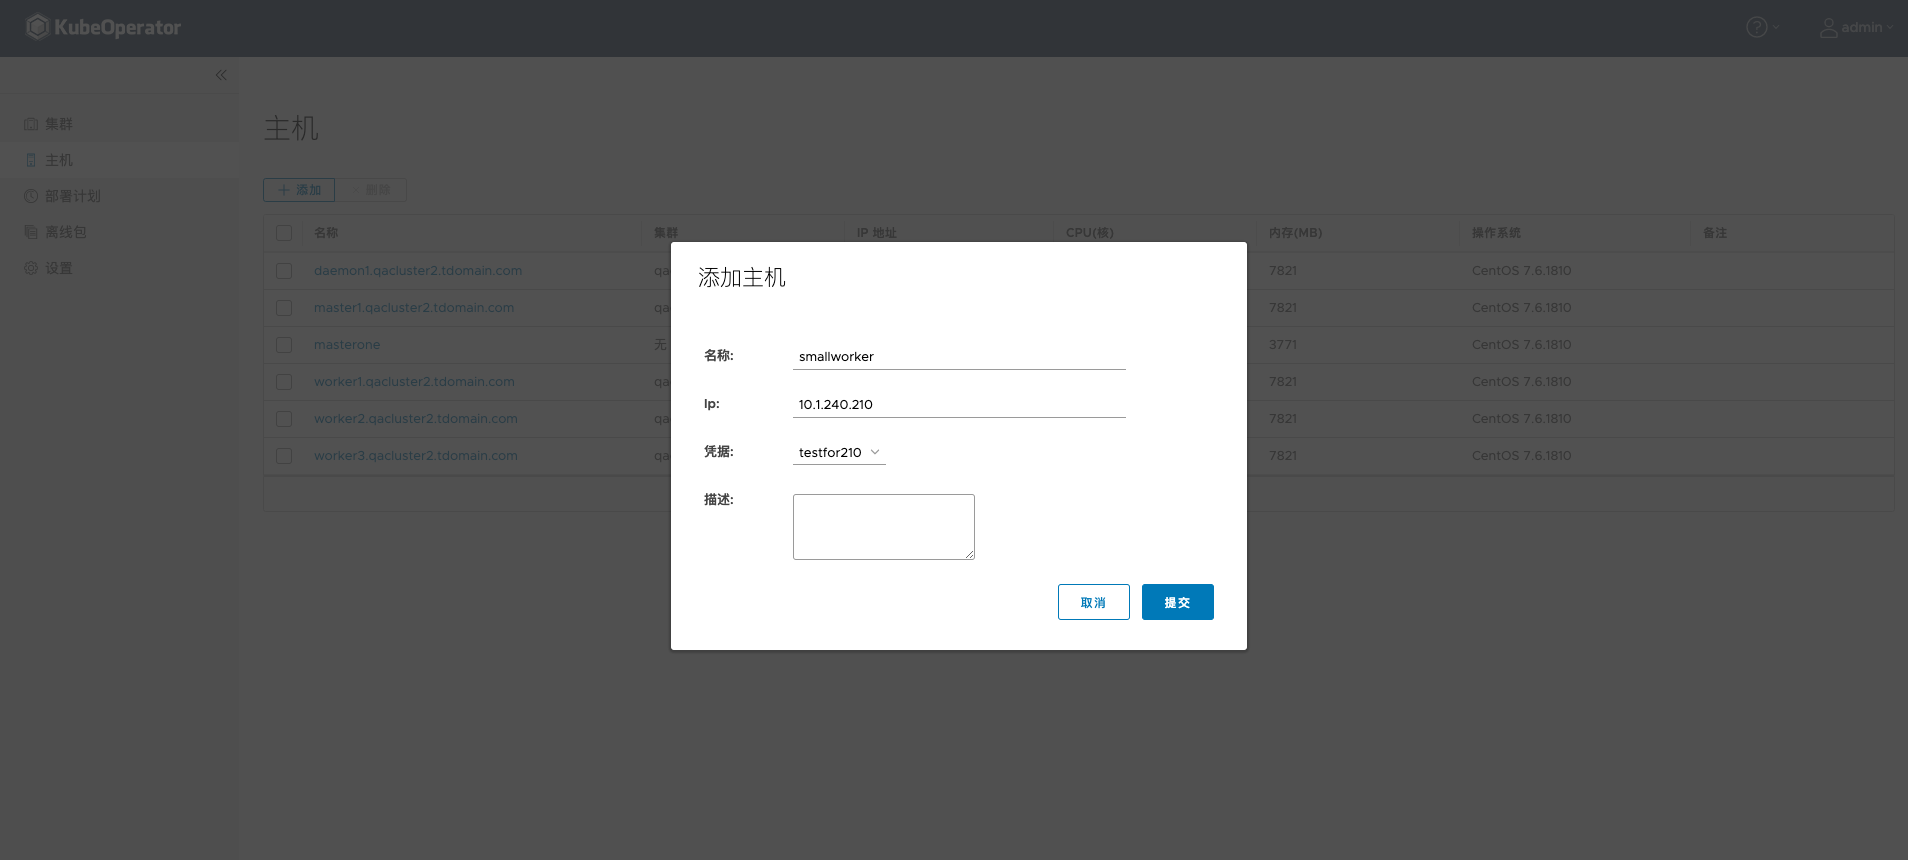 KubeOperator
admin
集群
主机
部署计划
离线包
设置
主机
添加 删除
名称 集群 IP 地址 CPU(核) 内存(MB) 操作系统 备注
daemon1.qacluster2.tdomain.com qa 7821 CentOS 7.6.1810
master1.qacluster2.tdomain.com qa 7821 CentOS 7.6.1810
masterone 无 3771 CentOS 7.6.1810
worker1.qacluster2.tdomain.com qa 7821 CentOS 7.6.1810
worker2.qacluster2.tdomain.com qa 7821 CentOS 7.6.1810
worker3.qacluster2.tdomain.com qa 7821 CentOS 7.6.1810
添加主机
名称: smallworker
Ip: 10.1.240.210
凭据: testfor210
描述:
取消 提交